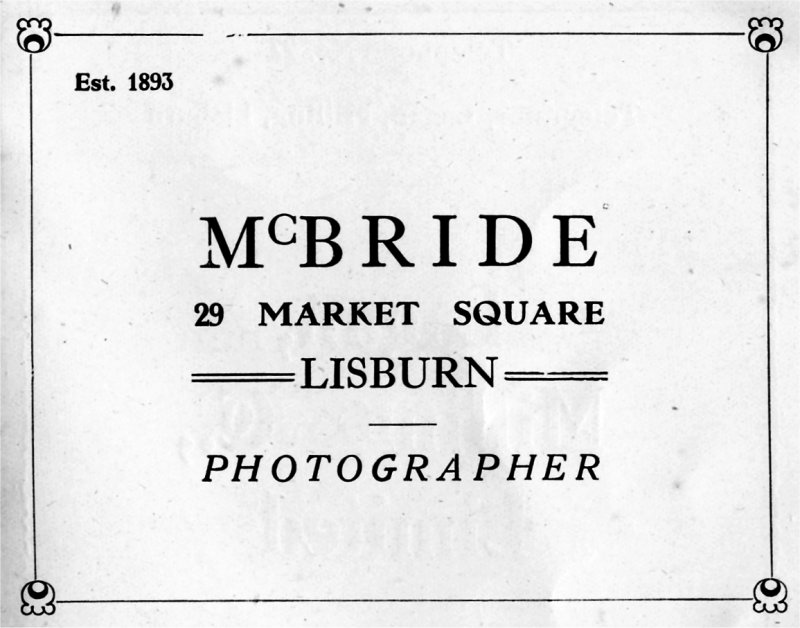 Est. 1893
McBRIDE
29 MARKET SQUARE
LISBURN
PHOTOGRAPHER